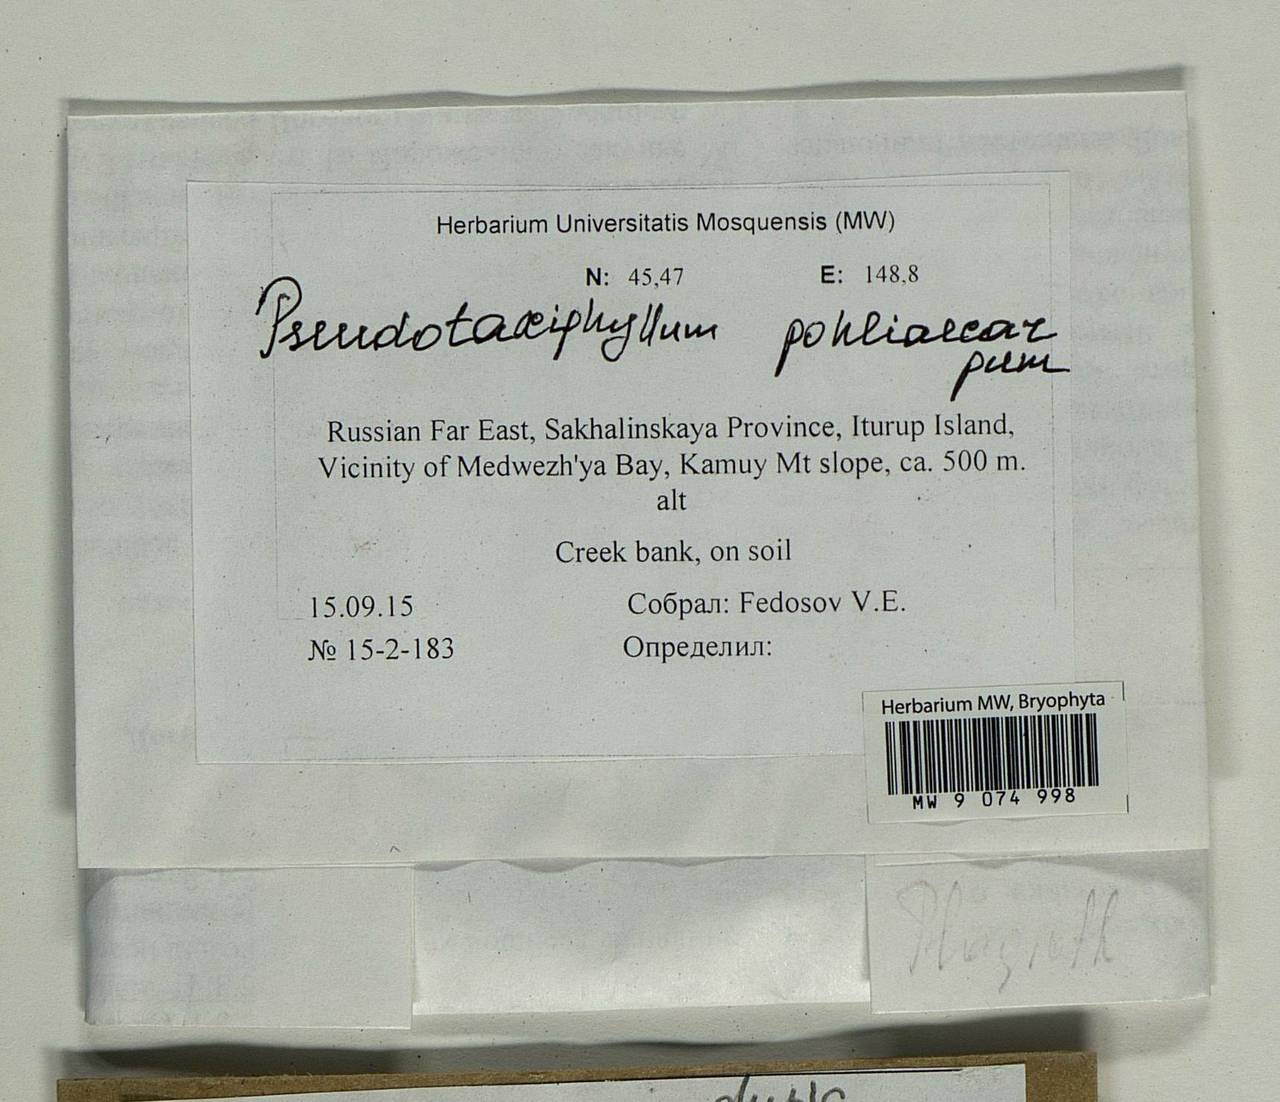 Herbarium Universitatis Mosquensis (MW)
N: 45,47 E: 148,8
Pseudotaxiphyllum pohliaecar
pum
Russian Far East, Sakhalinskaya Province, Iturup Island,
Vicinity of Medwezh'ya Bay, Kamuy Mt slope, ca. 500 m.
alt
Creek bank, on soil
15.09.15 Собрал: Fedosov V.E.
№ 15-2-183 Определил:
Herbarium MW, Bryophyta
MW 9 074 998
Plagioth